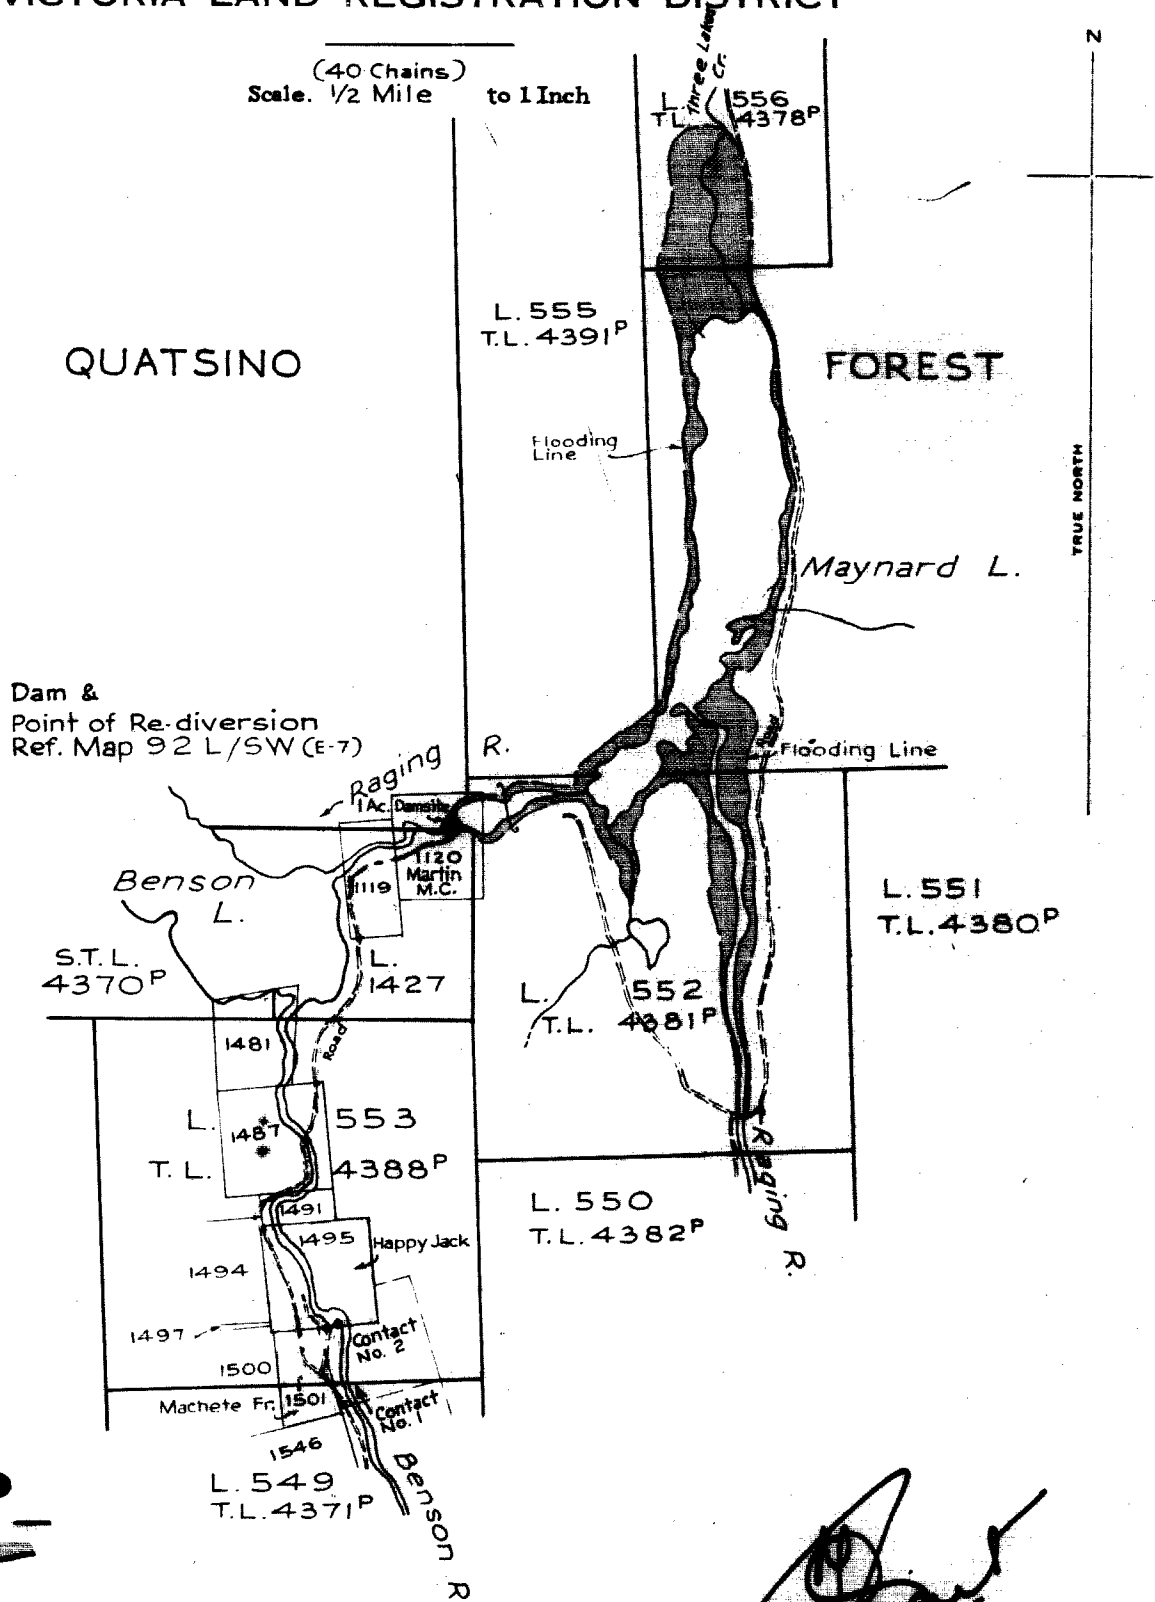 VICTORIA LAND REGISTRATION DISTRICT
(40 Chains)
Scale. 1/2 Mile to 1 Inch
Three Lakes
Cr.
N
L. 556
T.L. 4378P
L. 555
T.L. 4391P
QUATSINO
FOREST
Flooding
Line
TRUE NORTH
Maynard L.
Dam &
Point of Re-diversion
Ref. Map 92 L/SW (E-7)
Raging R.
Flooding Line
1 Ac. Damsite
1120
Martin
M.C.
1119
Benson
L.
L. 551
T.L. 4380P
S.T.L.
4370P
L.
1427
L. 552
T.L. 4381P
Road
1481
L. 553
1487
T.L. 4388P
1491
L. 550
T.L. 4382P
Raging R.
1495
Happy Jack
1494
1497
Contact
No. 2
1500
Machete Fr.
1501
Contact
No. 1
1546
L. 549
T.L. 4371P
Benson R